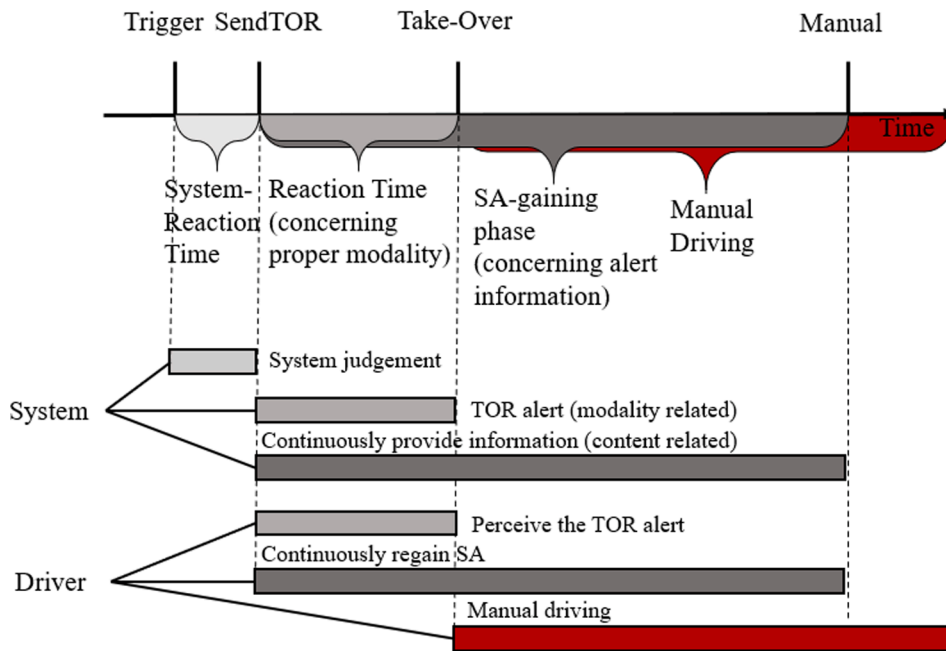 Trigger SendTOR Take-Over Manual
Time
System-
Reaction
Time
Reaction Time
(concerning
proper modality)
SA-gaining
phase
(concerning alert
information)
Manual
Driving
System
System judgement
TOR alert (modality related)
Continuously provide information (content related)
Driver
Perceive the TOR alert
Continuously regain SA
Manual driving